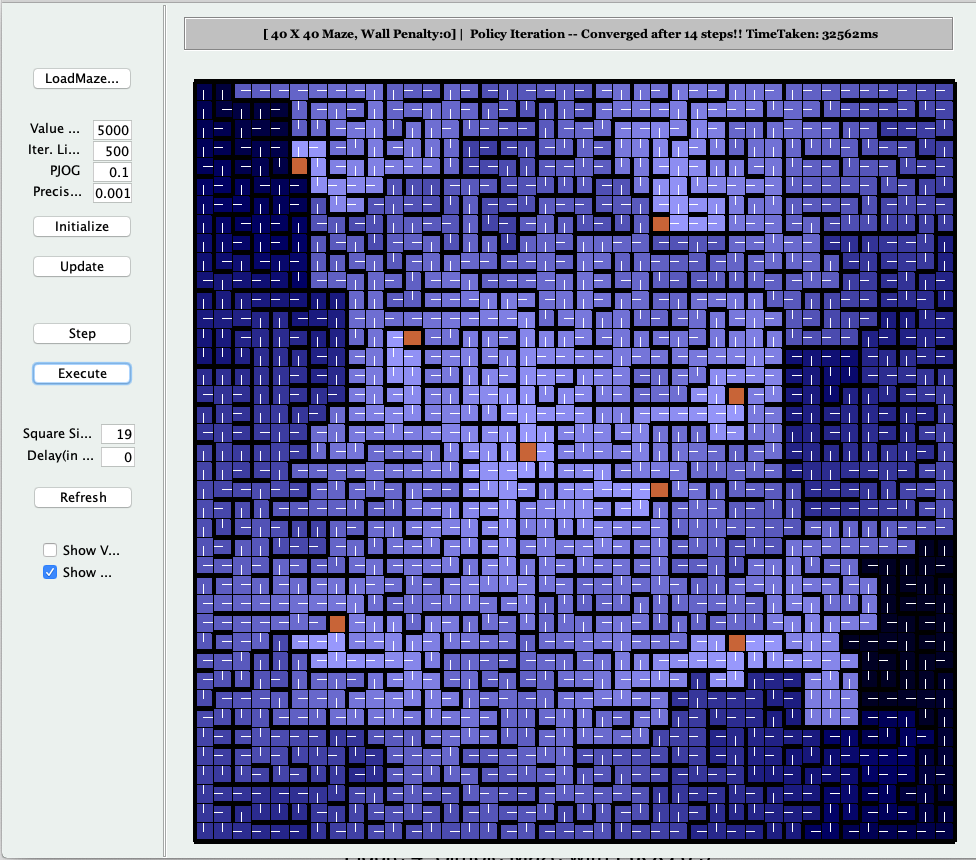 [ 40 X 40 Maze, Wall Penalty:0] | Policy Iteration -- Converged after 14 steps!! TimeTaken: 32562ms
LoadMaze...
Value ... 5000
Iter. Li... 500
PJOG 0.1
Precis... 0.001
Initialize
Update
Step
Execute
Square Si... 19
Delay(in ... 0
Refresh
Show V...
Show ...